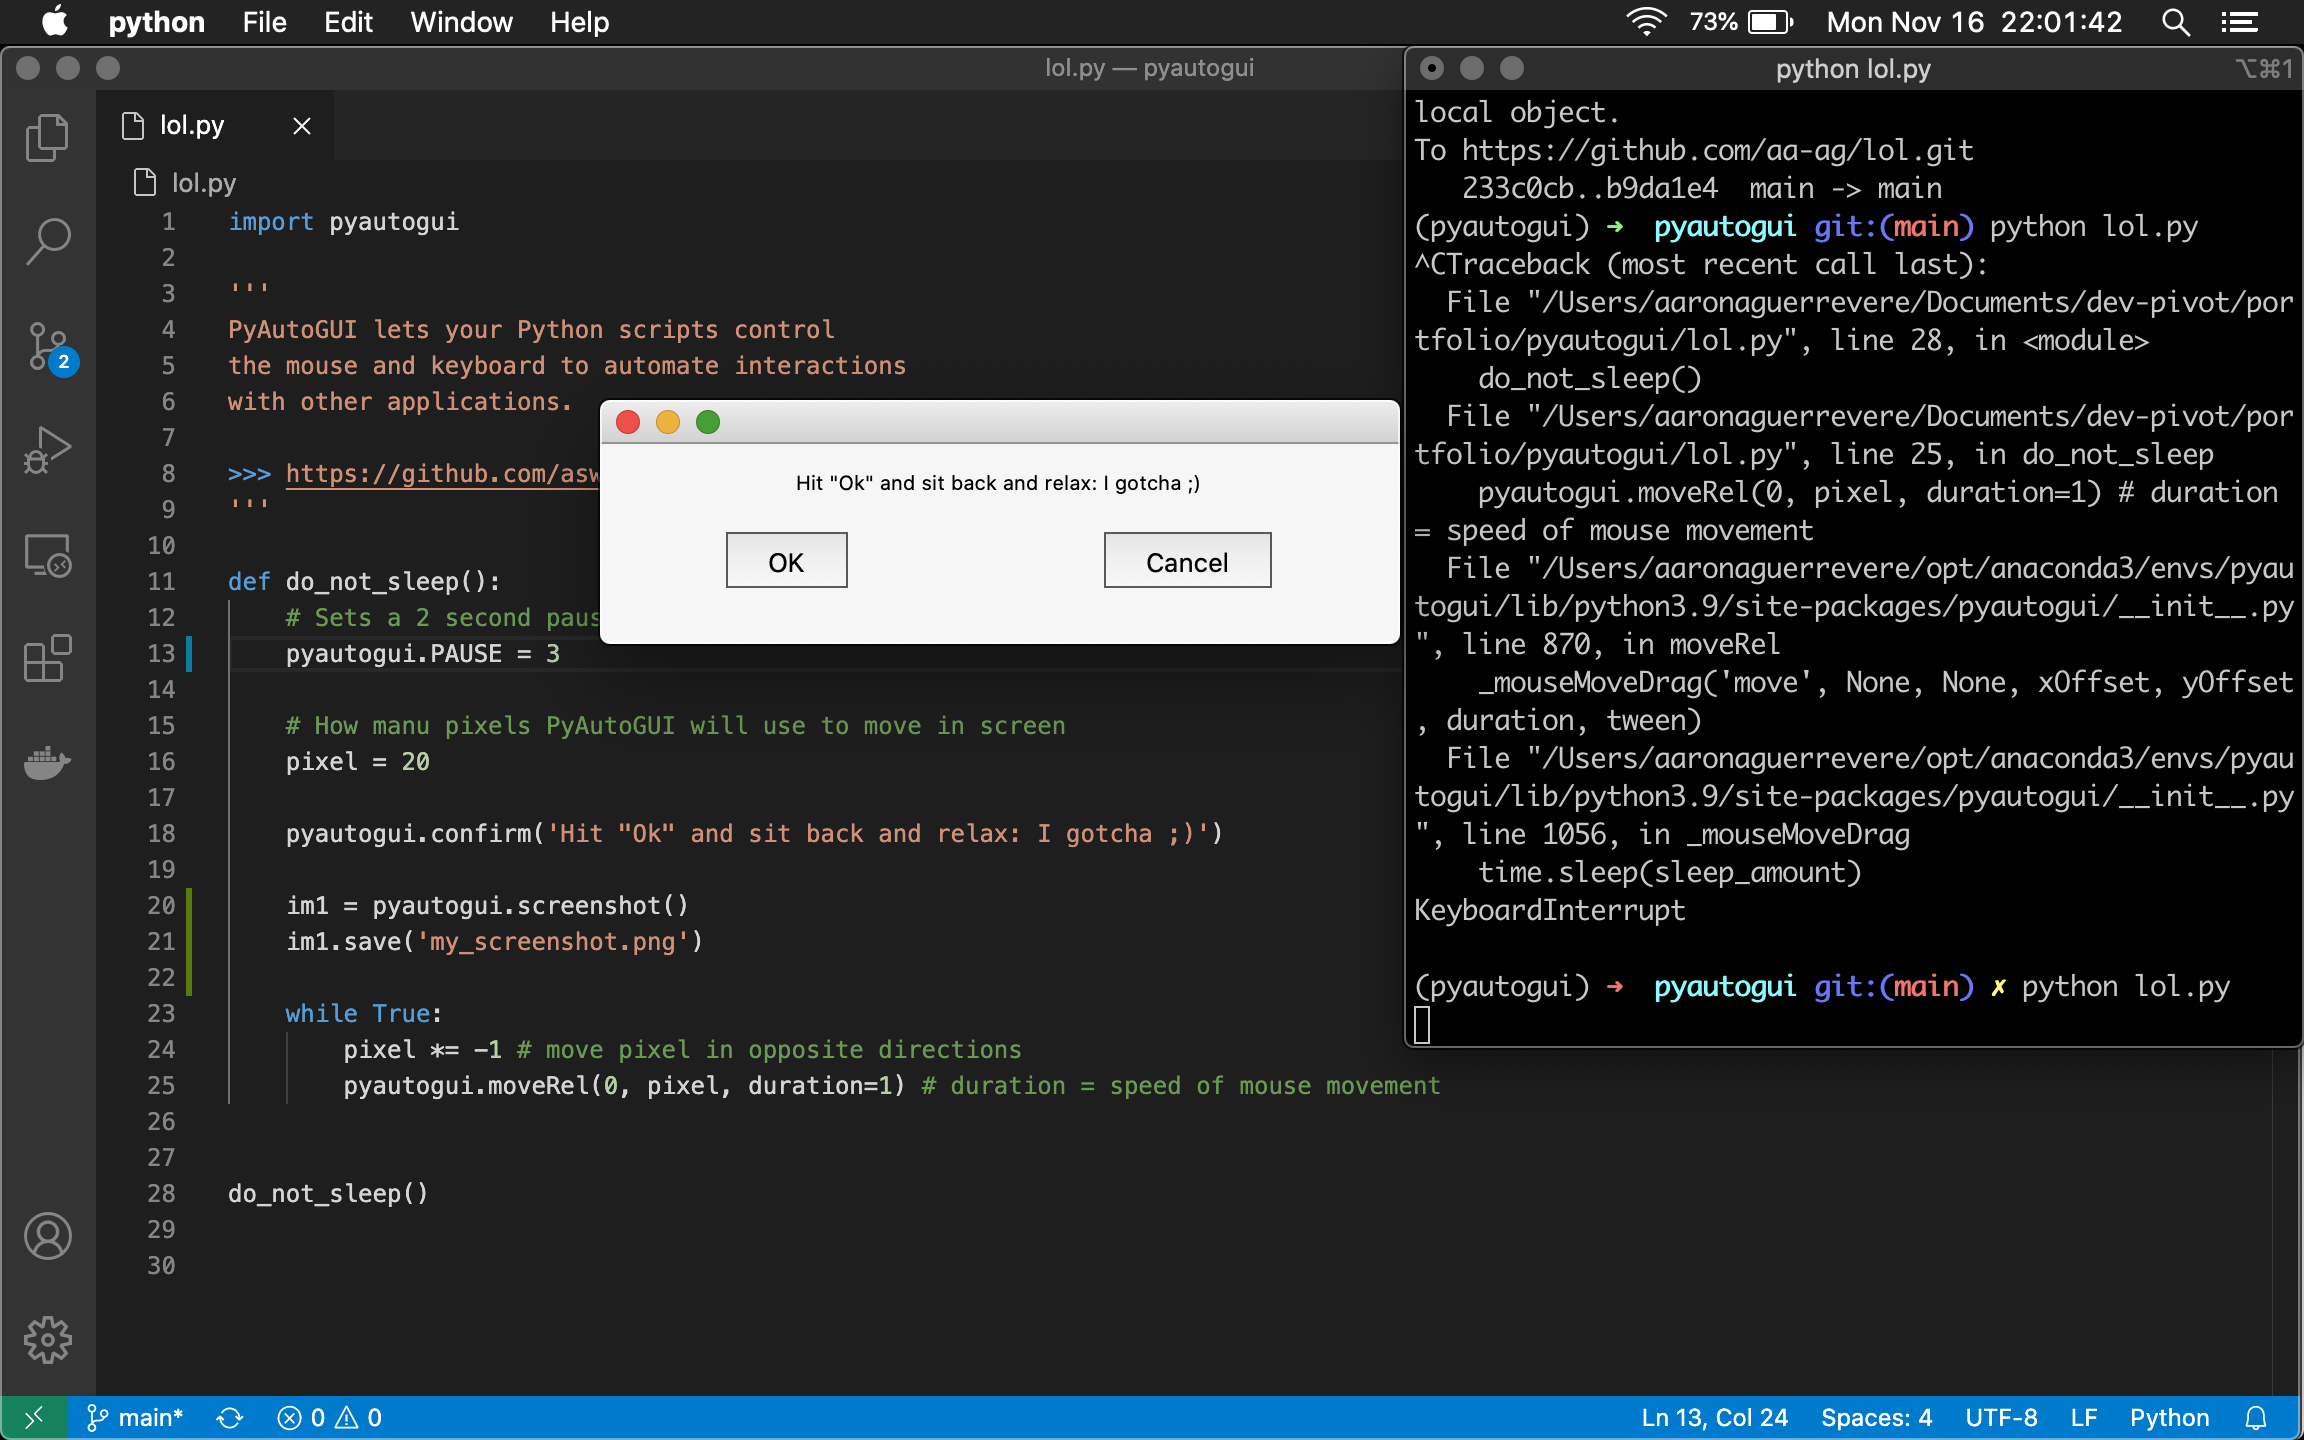 python File Edit Window Help 73% Mon Nov 16 22:01:42
lol.py — pyautogui
lol.py
lol.py
1 import pyautogui
2
3 '''
4 PyAutoGUI lets your Python scripts control
5 the mouse and keyboard to automate interactions
6 with other applications.
7
8 >>> https://github.com/asw
9 '''
10
11 def do_not_sleep():
12 # Sets a 2 second paus
13 pyautogui.PAUSE = 3
14
15 # How manu pixels PyAutoGUI will use to move in screen
16 pixel = 20
17
18 pyautogui.confirm('Hit "Ok" and sit back and relax: I gotcha ;)')
19
20 im1 = pyautogui.screenshot()
21 im1.save('my_screenshot.png')
22
23 while True:
24 pixel *= -1 # move pixel in opposite directions
25 pyautogui.moveRel(0, pixel, duration=1) # duration = speed of mouse movement
26
27
28 do_not_sleep()
29
30
2
Hit "Ok" and sit back and relax: I gotcha ;)
OK Cancel
python lol.py ⌥⌘1
local object.
To https://github.com/aa-ag/lol.git
233c0cb..b9da1e4 main -> main
(pyautogui) ➜ pyautogui git:(main) python lol.py
^CTraceback (most recent call last):
File "/Users/aaronaguerrevere/Documents/dev-pivot/por
tfolio/pyautogui/lol.py", line 28, in <module>
do_not_sleep()
File "/Users/aaronaguerrevere/Documents/dev-pivot/por
tfolio/pyautogui/lol.py", line 25, in do_not_sleep
pyautogui.moveRel(0, pixel, duration=1) # duration
= speed of mouse movement
File "/Users/aaronaguerrevere/opt/anaconda3/envs/pyau
togui/lib/python3.9/site-packages/pyautogui/__init__.py
", line 870, in moveRel
_mouseMoveDrag('move', None, None, xOffset, yOffset
, duration, tween)
File "/Users/aaronaguerrevere/opt/anaconda3/envs/pyau
togui/lib/python3.9/site-packages/pyautogui/__init__.py
", line 1056, in _mouseMoveDrag
time.sleep(sleep_amount)
KeyboardInterrupt
(pyautogui) ➜ pyautogui git:(main) ✗ python lol.py
main* 0 0 Ln 13, Col 24 Spaces: 4 UTF-8 LF Python